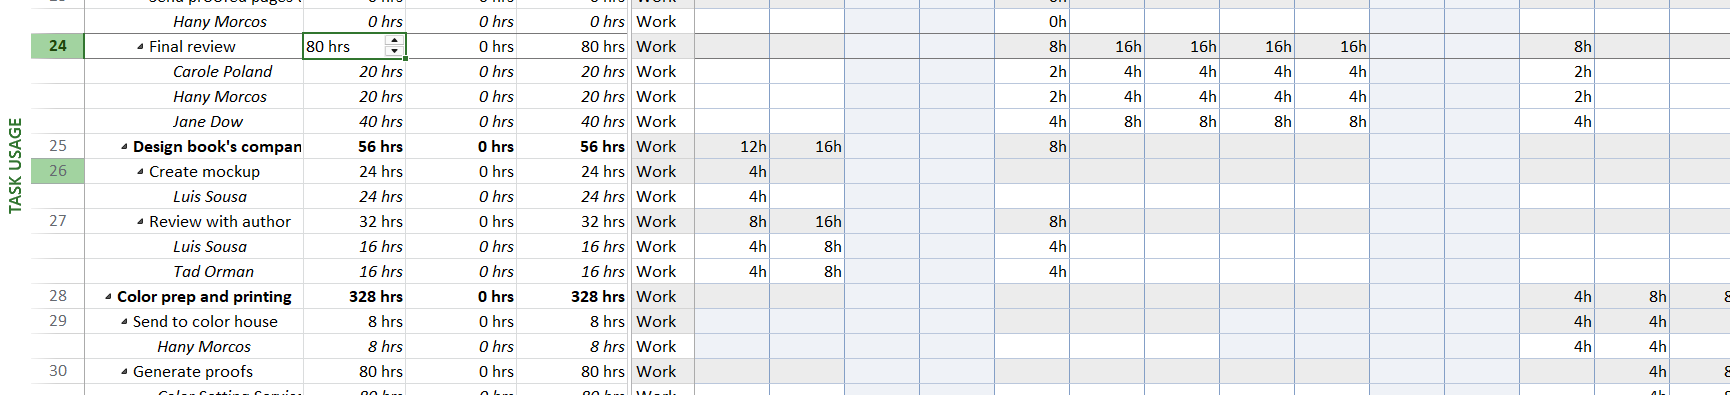 Hany Morcos 0 hrs 0 hrs 0 hrs Work 0h
24 Final review 80 hrs 0 hrs 80 hrs Work 8h 16h 16h 16h 16h 8h
Carole Poland 20 hrs 0 hrs 20 hrs Work 2h 4h 4h 4h 4h 2h
Hany Morcos 20 hrs 0 hrs 20 hrs Work 2h 4h 4h 4h 4h 2h
Jane Dow 40 hrs 0 hrs 40 hrs Work 4h 8h 8h 8h 8h 4h
25 Design book's compan 56 hrs 0 hrs 56 hrs Work 12h 16h 8h
26 Create mockup 24 hrs 0 hrs 24 hrs Work 4h
Luis Sousa 24 hrs 0 hrs 24 hrs Work 4h
27 Review with author 32 hrs 0 hrs 32 hrs Work 8h 16h 8h
Luis Sousa 16 hrs 0 hrs 16 hrs Work 4h 8h 4h
Tad Orman 16 hrs 0 hrs 16 hrs Work 4h 8h 4h
28 Color prep and printing 328 hrs 0 hrs 328 hrs Work 4h 8h 8
29 Send to color house 8 hrs 0 hrs 8 hrs Work 4h 4h
Hany Morcos 8 hrs 0 hrs 8 hrs Work 4h 4h
30 Generate proofs 80 hrs 0 hrs 80 hrs Work 4h 8
TASK USAGE